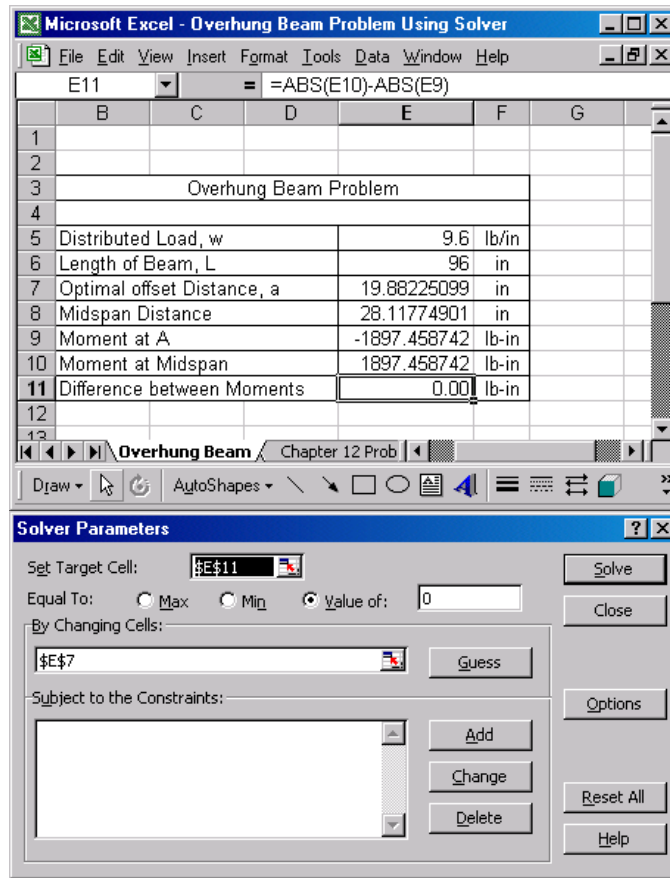 Microsoft Excel - Overhung Beam Problem Using Solver
File Edit View Insert Format Tools Data Window Help
E11 = =ABS(E10)-ABS(E9)
B C D E F G
1
2
3 Overhung Beam Problem
4
5 Distributed Load, w 9.6 lb/in
6 Length of Beam, L 96 in
7 Optimal offset Distance, a 19.88225099 in
8 Midspan Distance 28.11774901 in
9 Moment at A -1897.458742 lb-in
10 Moment at Midspan 1897.458742 lb-in
11 Difference between Moments 0.00 lb-in
12
13
Overhung Beam Chapter 12 Prob
Draw AutoShapes
Solver Parameters
Set Target Cell: $E$11 Solve
Equal To: Max Min Value of: 0 Close
By Changing Cells:
$E$7 Guess
Subject to the Constraints: Options
Add
Change
Delete
Reset All
Help